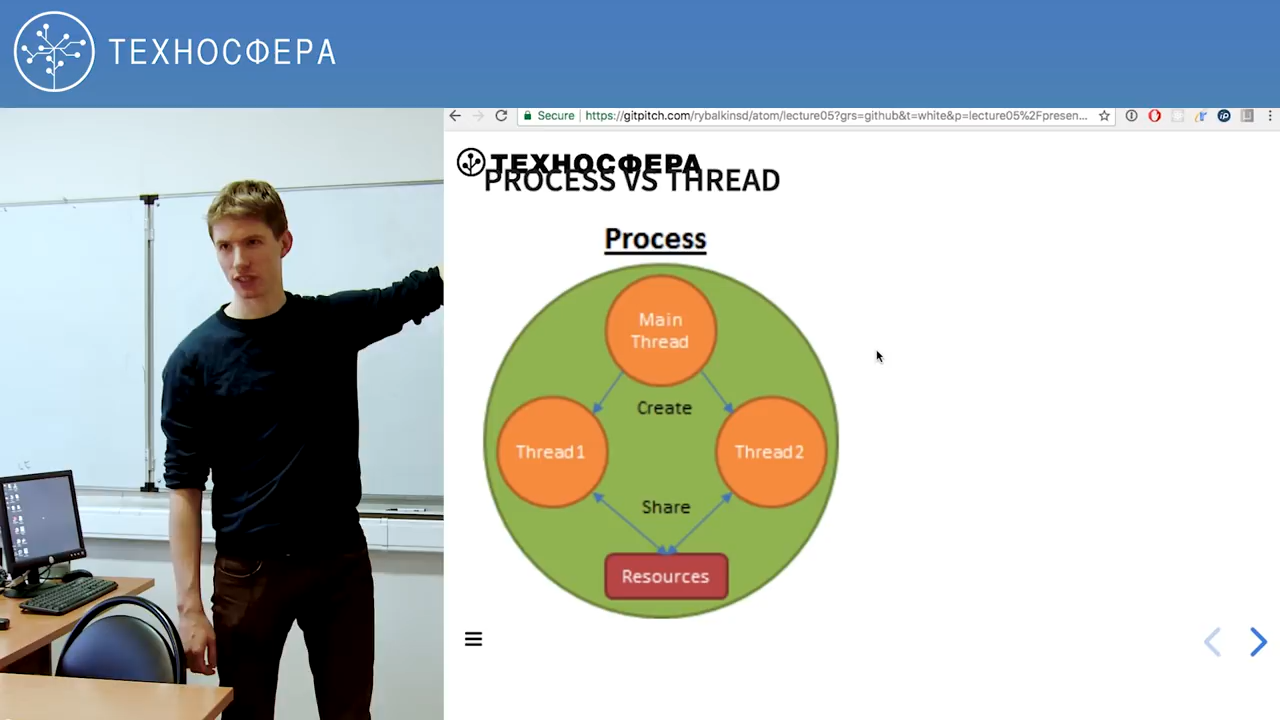 ТЕХНОСФЕРА
Secure https://gitpitch.com/rybalkinsd/atom/lecture05?grs=github&t=white&p=lecture05%2Fpresen...
ТЕХНОСФЕРА
PROCESS VS THREAD
Process
Main
Thread
Create
Thread1
Thread2
Share
Resources